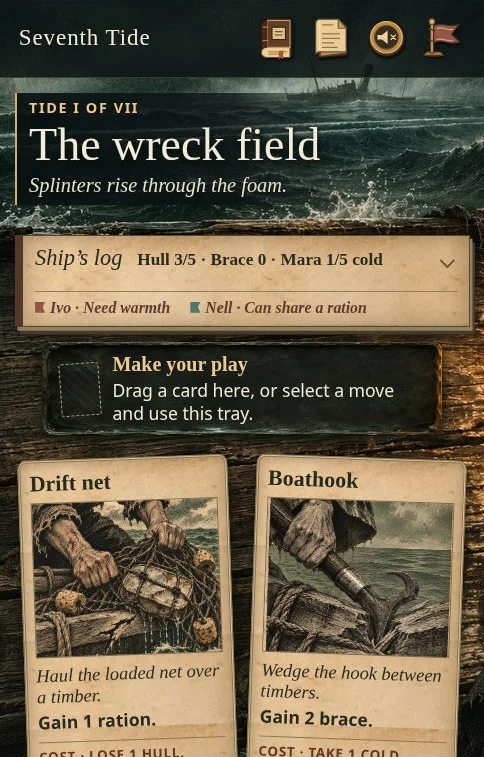 Seventh Tide
TIDE I OF VII
The wreck field
Splinters rise through the foam.
Ship’s log Hull 3/5 · Brace 0 · Mara 1/5 cold
Ivo · Need warmth Nell · Can share a ration
Make your play
Drag a card here, or select a move
and use this tray.
Drift net
Haul the loaded net over
a timber.
Gain 1 ration.
COST · LOSE 1 HULL.
Boathook
Wedge the hook between
timbers.
Gain 2 brace.
COST · TAKE 1 COLD